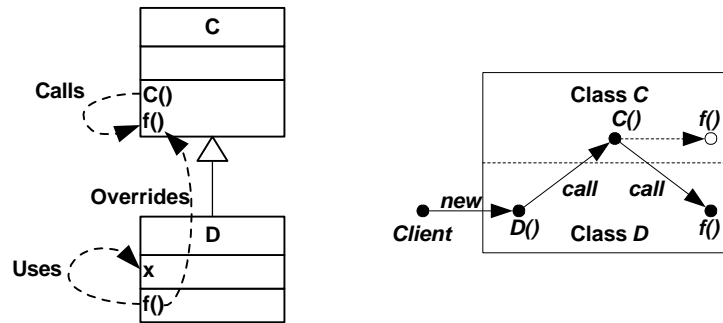 C
Calls
C()
f()
Overrides
D
Uses
x
f()
Class C
C()
f()
call
call
new
Client
D()
f()
Class D